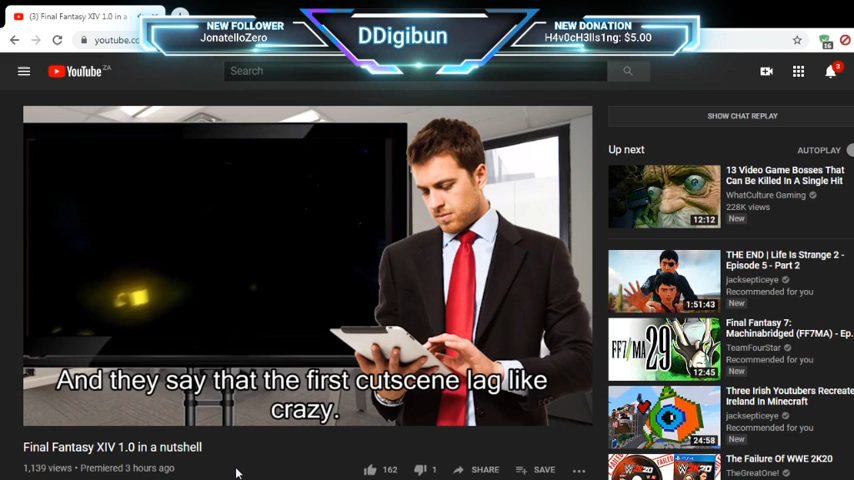 (3) Final Fantasy XIV 1.0 in a
NEW FOLLOWER
JonatelloZero
DDigibun
NEW DONATION
H4v0cH3lls1ng: $5.00
youtube.co
16
YouTube ZA
Search
3
SHOW CHAT REPLAY
Up next
AUTOPLAY
13 Video Game Bosses That
Can Be Killed In A Single Hit
WhatCulture Gaming
228K views
New
12:12
THE END | Life Is Strange 2 -
Episode 5 - Part 2
jacksepticeye
Recommended for you
New
1:51:43
Final Fantasy 7:
Machinabridged (FF7MA) - Ep.
TeamFourStar
Recommended for you
New
FF7/MA 29
12:45
Three Irish Youtubers Recreate
Ireland In Minecraft
jacksepticeye
Recommended for you
New
24:58
The Failure Of WWE 2K20
TheGreatOne!
And they say that the first cutscene lag like
crazy.
Final Fantasy XIV 1.0 in a nutshell
1,139 views • Premiered 3 hours ago
162
1
SHARE
SAVE